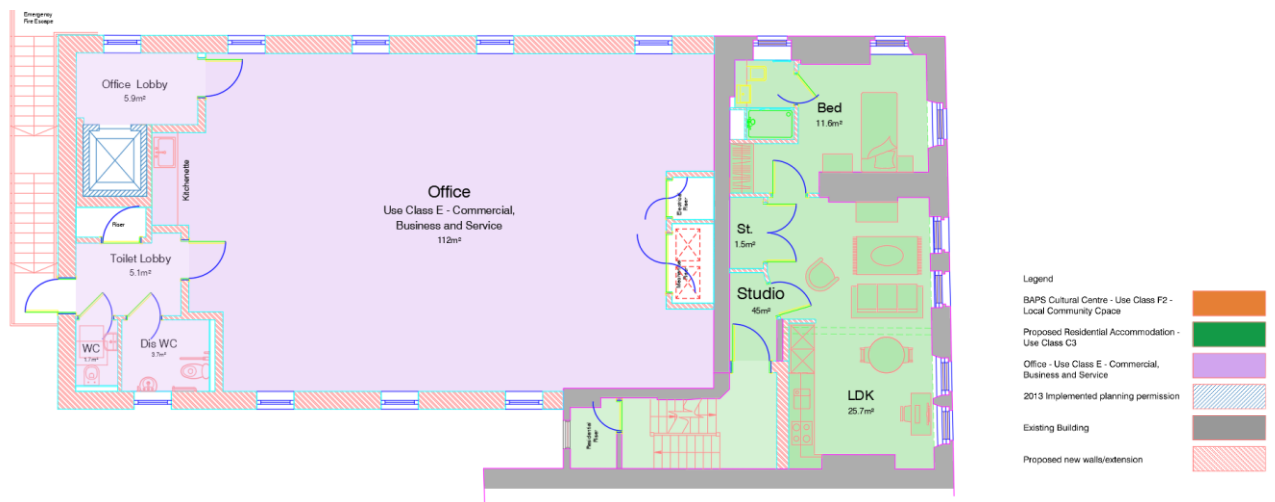 Emergency
Fire Escape
Office Lobby
5.9m²
Kitchenette
Office
Use Class E - Commercial,
Business and Service
112m²
Riser
Toilet Lobby
5.1m²
WC
Dis WC
Electrical
Riser
Riser
Bed
11.6m²
St.
1.5m²
Studio
45m²
LDK
25.7m²
Residential
Riser
Legend
BAPS Cultural Centre - Use Class F2 -
Local Community Cpace
Proposed Residential Accommodation -
Use Class C3
Office - Use Class E - Commercial,
Business and Service
2013 Implemented planning permission
Existing Building
Proposed new walls/extension